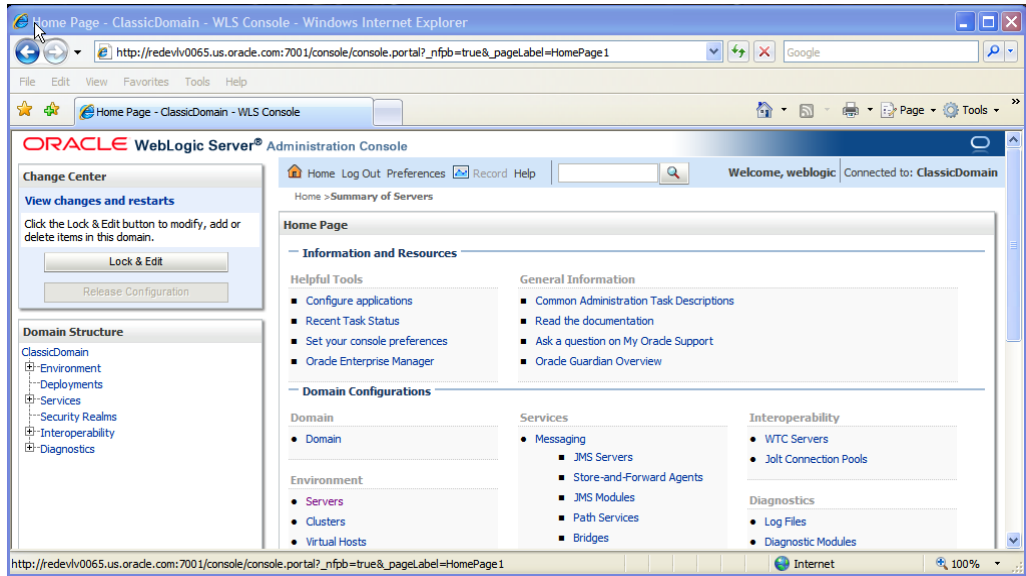 Home Page - ClassicDomain - WLS Console - Windows Internet Explorer
http://redevlv0065.us.oracle.com:7001/console/console.portal?_nfpb=true&_pageLabel=HomePage1
Google
File Edit View Favorites Tools Help
Home Page - ClassicDomain - WLS Console
Page Tools
ORACLE WebLogic Server® Administration Console
Change Center
View changes and restarts
Click the Lock & Edit button to modify, add or
delete items in this domain.
Lock & Edit
Release Configuration
Domain Structure
ClassicDomain
Environment
Deployments
Services
Security Realms
Interoperability
Diagnostics
Home Log Out Preferences Record Help
Welcome, weblogic Connected to: ClassicDomain
Home >Summary of Servers
Home Page
Information and Resources
Helpful Tools
Configure applications
Recent Task Status
Set your console preferences
Oracle Enterprise Manager
General Information
Common Administration Task Descriptions
Read the documentation
Ask a question on My Oracle Support
Oracle Guardian Overview
Domain Configurations
Domain
Domain
Environment
Servers
Clusters
Virtual Hosts
Services
Messaging
JMS Servers
Store-and-Forward Agents
JMS Modules
Path Services
Bridges
Interoperability
WTC Servers
Jolt Connection Pools
Diagnostics
Log Files
Diagnostic Modules
http://redevlv0065.us.oracle.com:7001/console/console.portal?_nfpb=true&_pageLabel=HomePage1
Internet
100%